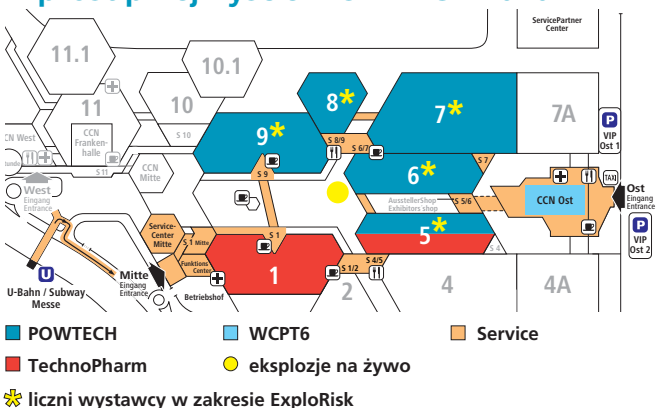 ServicePartner
Center
11.1
10.1
11
10
8*
7*
7A
9*
S 10
CCN West
CCN
Franken-
halle
S 8/9
S 6/7
P
VIP
Ost 1
S 11
CCN
Mitte
S 9
6*
S 7
TAXI
West
Eingang
Entrance
AusstellerShop
Exhibitors shop
S 5/6
CCN Ost
Ost
Eingang
Entrance
Service-
Center
Mitte
S 1 Mitte
S 1
5*
S 4
P
VIP
Ost 2
Funktions
Center
S 4/5
S 1/2
Mitte
Eingang
Entrance
1
2
4
4A
U
U-Bahn / Subway
Messe
Betriebshof
POWTECH
WCPT6
Service
TechnoPharm
eksplozje na żywo
* liczni wystawcy w zakresie ExploRisk